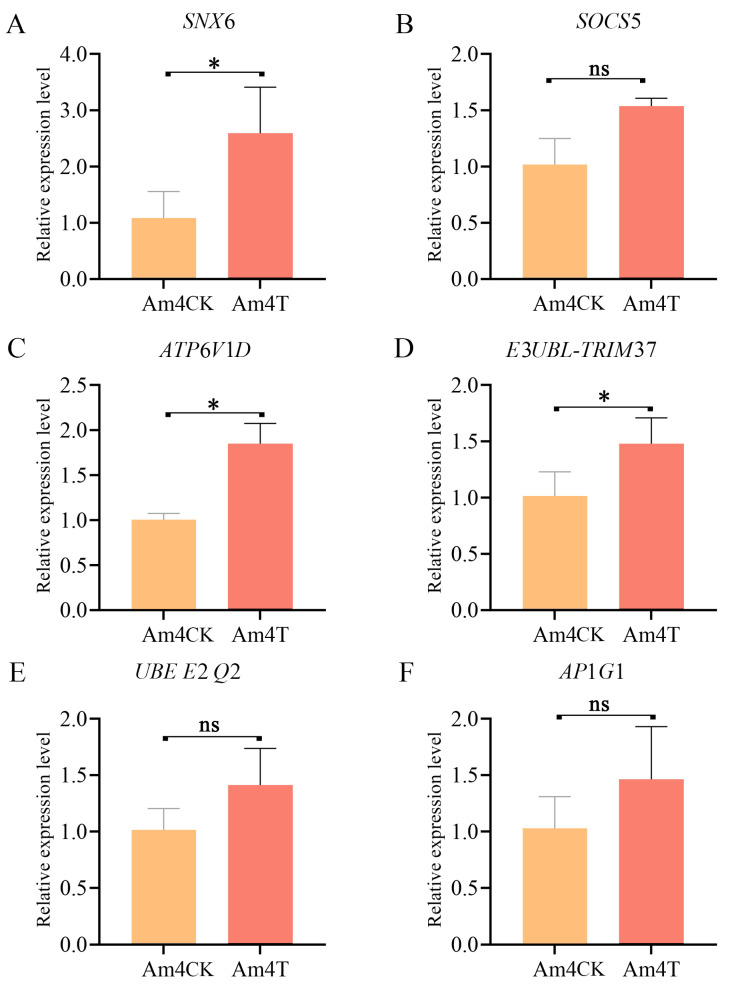 A
SNX6
Relative expression level
4.0
3.0
2.0
1.0
0.0
*
Am4CK Am4T
B
SOCS5
Relative expression level
2.0
1.5
1.0
0.5
0.0
ns
Am4CK Am4T
C
ATP6V1D
Relative expression level
2.5
2.0
1.5
1.0
0.5
0.0
*
Am4CK Am4T
D
E3UBL-TRIM37
Relative expression level
2.0
1.5
1.0
0.5
0.0
*
Am4CK Am4T
E
UBE E2 Q2
Relative expression level
2.0
1.5
1.0
0.5
0.0
ns
Am4CK Am4T
F
AP1G1
Relative expression level
2.0
1.5
1.0
0.5
0.0
ns
Am4CK Am4T